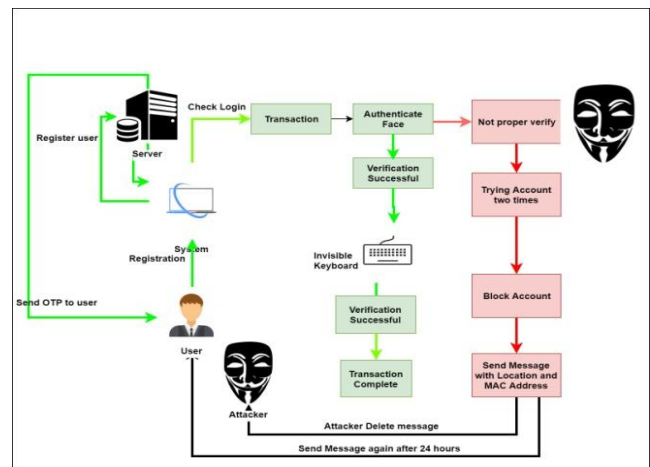 Check Login
Register user
Server
Transaction
Authenticate
Face
Not proper verify
Verification
Successful
Trying Account
two times
System
Registration
Invisible
Keyboard
Send OTP to user
Verification
Successful
Block Account
User
Transaction
Complete
Send Message
with Location and
MAC Address
Attacker
Attacker Delete message
Send Message again after 24 hours